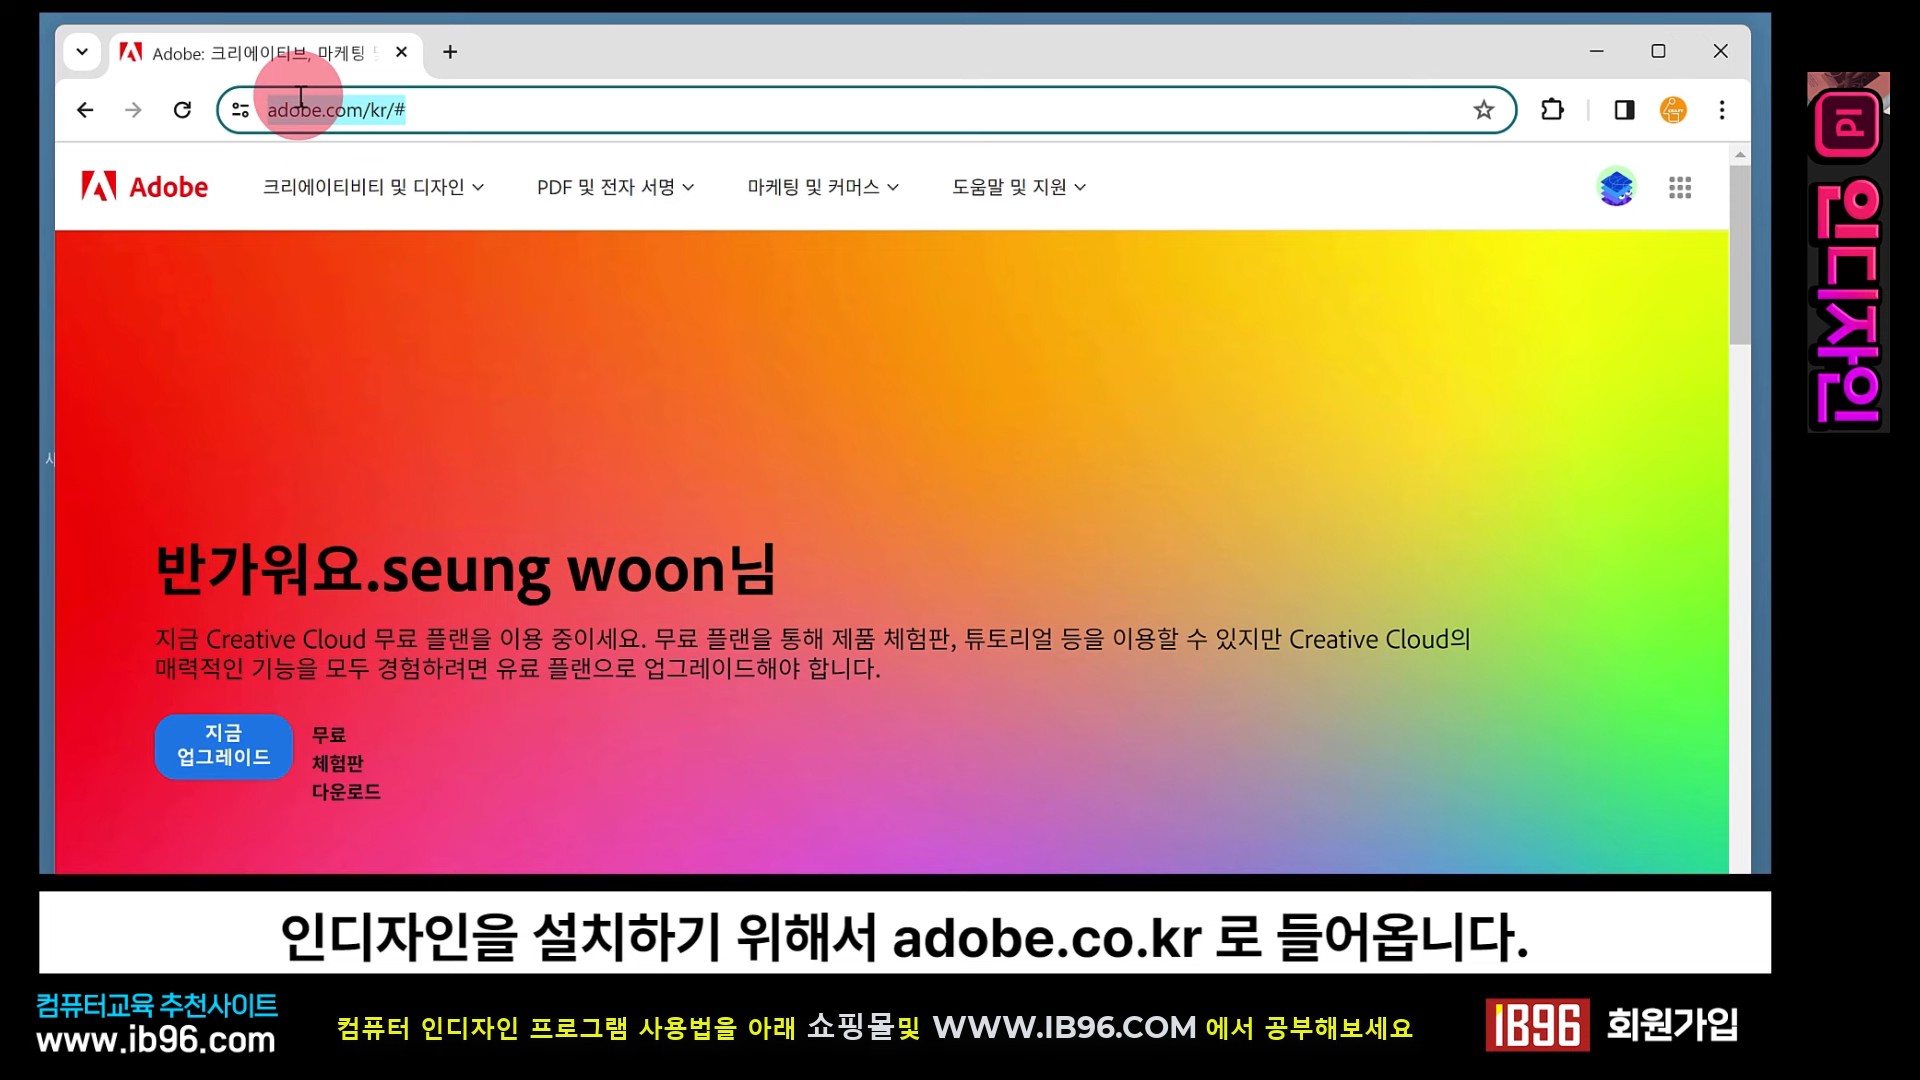 Adobe: 크리에이티브, 마케팅
adobe.com/kr/#
Adobe
크리에이티비티 및 디자인
PDF 및 전자 서명
마케팅 및 커머스
도움말 및 지원
반가워요.seung woon님
지금 Creative Cloud 무료 플랜을 이용 중이세요. 무료 플랜을 통해 제품 체험판, 튜토리얼 등을 이용할 수 있지만 Creative Cloud의
매력적인 기능을 모두 경험하려면 유료 플랜으로 업그레이드해야 합니다.
지금
업그레이드
무료
체험판
다운로드
Id 인디자인
인디자인을 설치하기 위해서 adobe.co.kr 로 들어옵니다.
컴퓨터교육 추천사이트
www.ib96.com
컴퓨터 인디자인 프로그램 사용법을 아래 쇼핑몰및 WWW.IB96.COM 에서 공부해보세요
IB96 회원가입